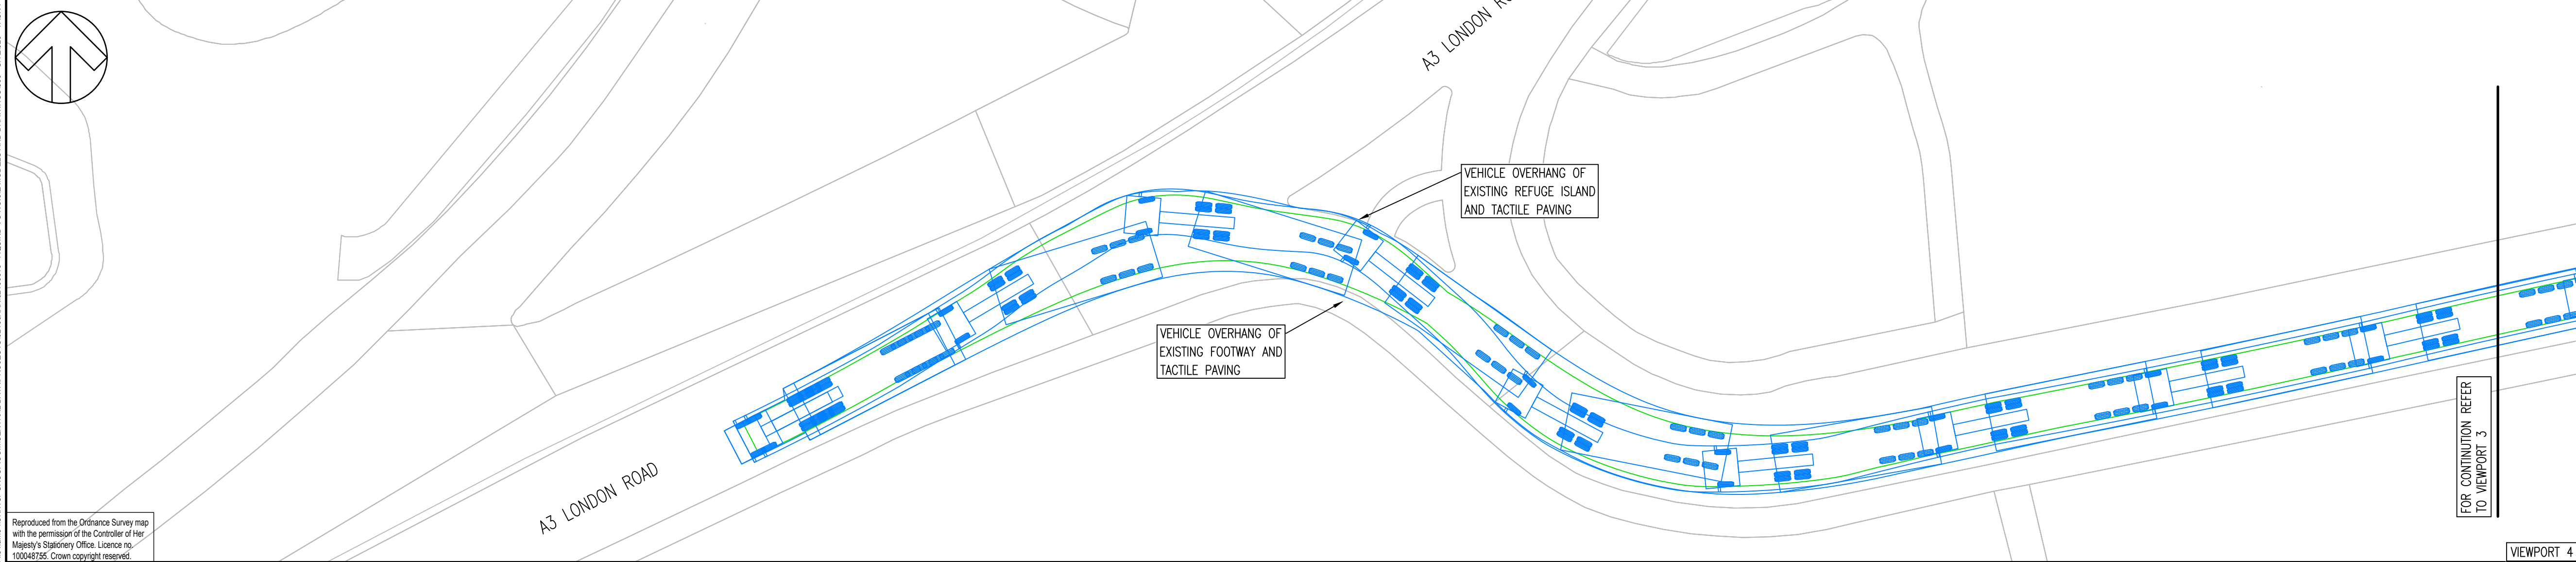 A3 LONDON RO
VEHICLE OVERHANG OF
EXISTING REFUGE ISLAND
AND TACTILE PAVING
VEHICLE OVERHANG OF
EXISTING FOOTWAY AND
TACTILE PAVING
A3 LONDON ROAD
FOR CONTINUTION REFER
TO VIEWPORT 3
Reproduced from the Ordnance Survey map
with the permission of the Controller of Her
Majesty's Stationery Office. Licence no.
100048755. Crown copyright reserved.
VIEWPORT 4